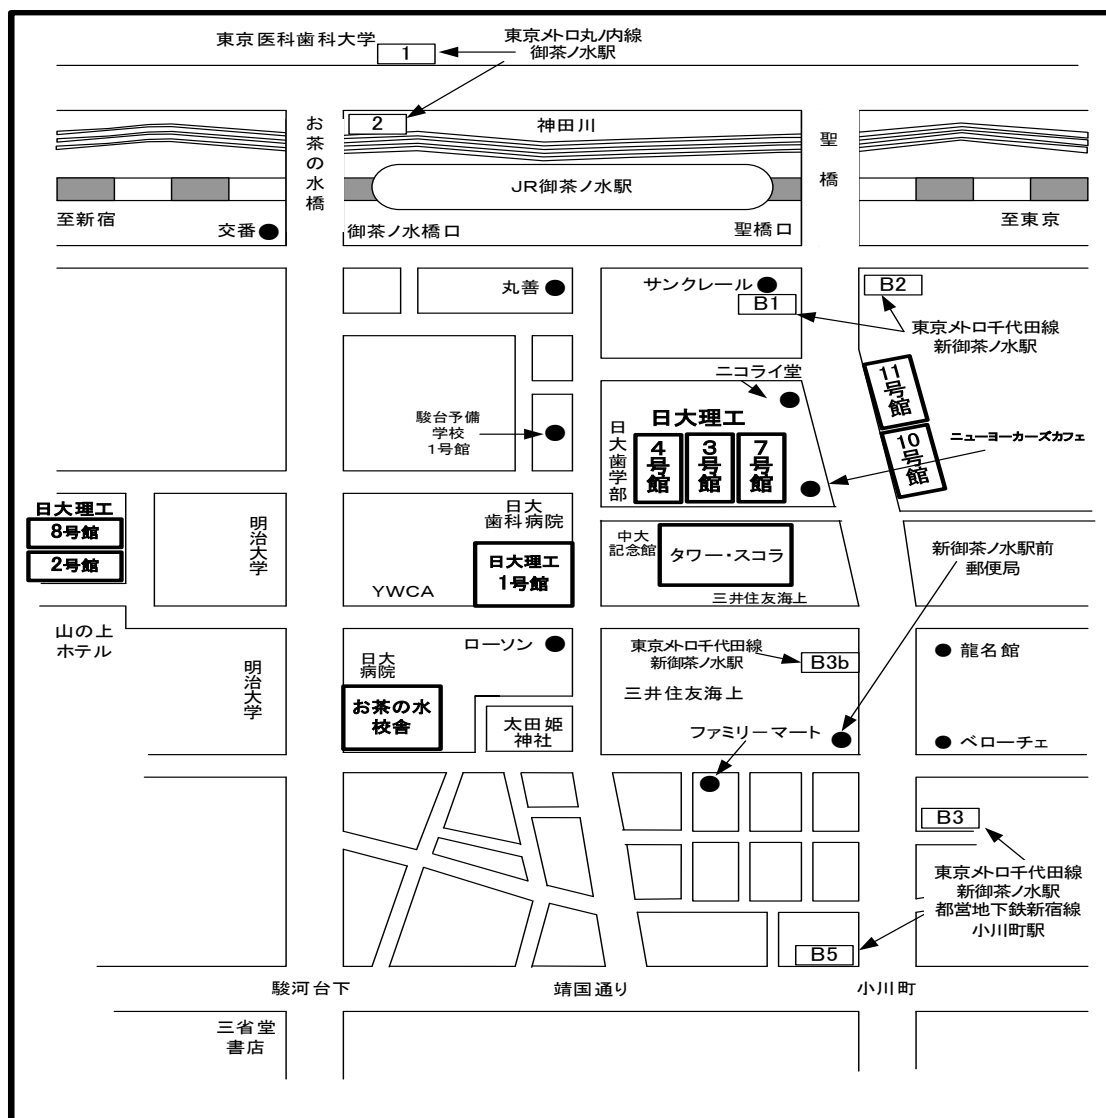 東京医科歯科大学
1
東京メトロ丸ノ内線
御茶ノ水駅
お茶の水橋
2
神田川
聖橋
JR御茶ノ水駅
至新宿
交番
御茶ノ水橋口
聖橋口
至東京
丸善
サンクレール
B1
B2
東京メトロ千代田線
新御茶ノ水駅
ニコライ堂
11号館
駿台予備
学校
1号館
日大歯学部
日大理工
4号館
3号館
7号館
10号館
ニューヨーカーズカフェ
日大理工
8号館
2号館
明治大学
日大
歯科病院
日大理工
1号館
YWCA
中大
記念館
タワー・スコラ
三井住友海上
新御茶ノ水駅前
郵便局
山の上
ホテル
明治大学
日大
病院
ローソン
お茶の水
校舎
太田姫
神社
東京メトロ千代田線
新御茶ノ水駅
B3b
三井住友海上
ファミリーマート
龍名館
ベローチェ
B3
東京メトロ千代田線
新御茶ノ水駅
都営地下鉄新宿線
小川町駅
B5
駿河台下
靖国通り
小川町
三省堂
書店